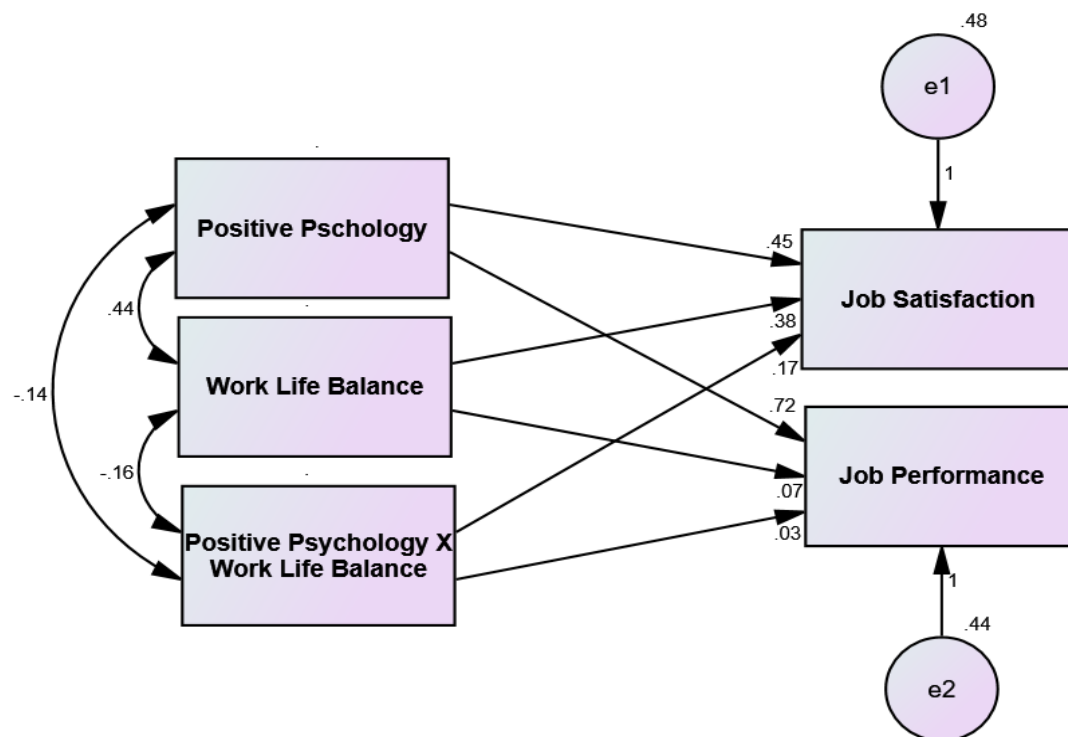 .48
e1
1
Positive Pschology
.45
Job Satisfaction
.44
.38
.17
Work Life Balance
-.14
.72
-.16
Job Performance
.07
.03
Positive Psychology X
Work Life Balance
1
.44
e2